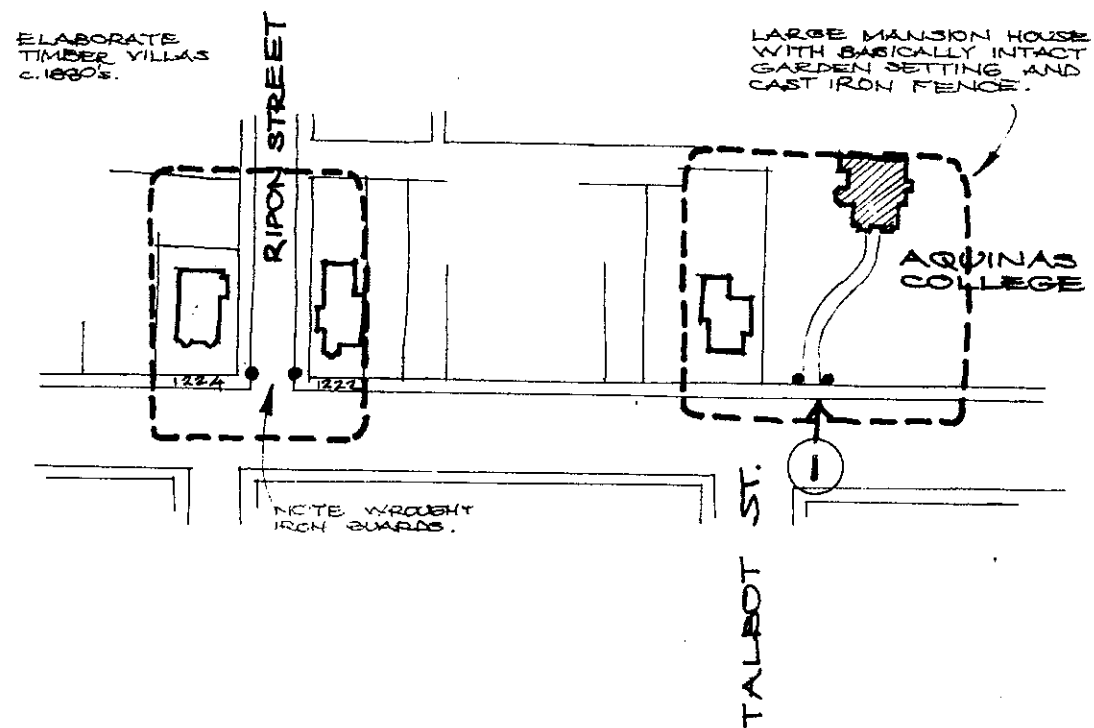 ELABORATE
TIMBER VILLAS
c.1880's.
RIPON STREET
LARGE MANSION HOUSE
WITH BASICALLY INTACT
GARDEN SETTING AND
CAST IRON FENCE.
AQUINAS
COLLEGE
1224
1222
NOTE WROUGHT
IRON GUARDS.
1
TALBOT ST.